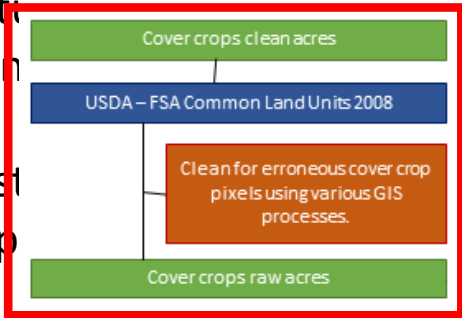 Cover crops clean acres
USDA – FSA Common Land Units 2008
Clean for erroneous cover crop
pixels using various GIS
processes.
Cover crops raw acres